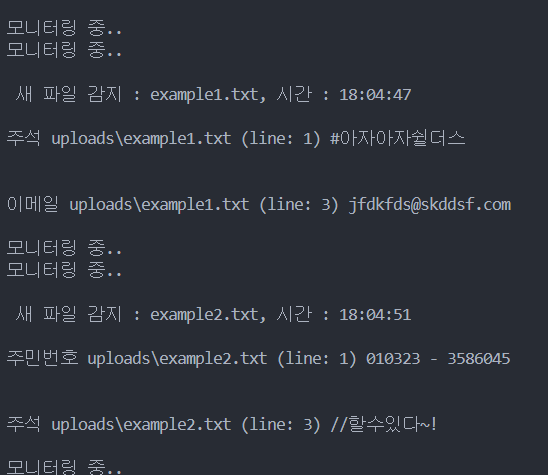 모니터링 중..
모니터링 중..
새 파일 감지 : example1.txt, 시간 : 18:04:47
주석 uploads\example1.txt (line: 1) #아자아자쉴더스
이메일 uploads\example1.txt (line: 3) jfdkfds@skddsf.com
모니터링 중..
모니터링 중..
새 파일 감지 : example2.txt, 시간 : 18:04:51
주민번호 uploads\example2.txt (line: 1) 010323 - 3586045
주석 uploads\example2.txt (line: 3) //할수있다~!
모니터링 중..